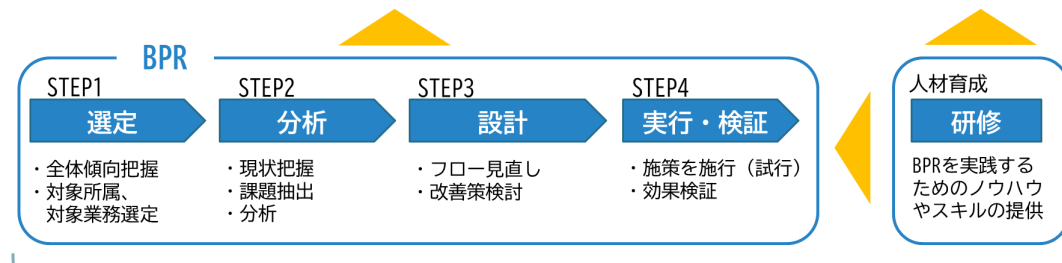 BPR
STEP1
選定
・全体傾向把握
・対象所属、
対象業務選定
STEP2
分析
・現状把握
・課題抽出
・分析
STEP3
設計
・フロー見直し
・改善策検討
STEP4
実行・検証
・施策を施行（試行）
・効果検証
人材育成
研修
BPRを実践する
ためのノウハウ
やスキルの提供